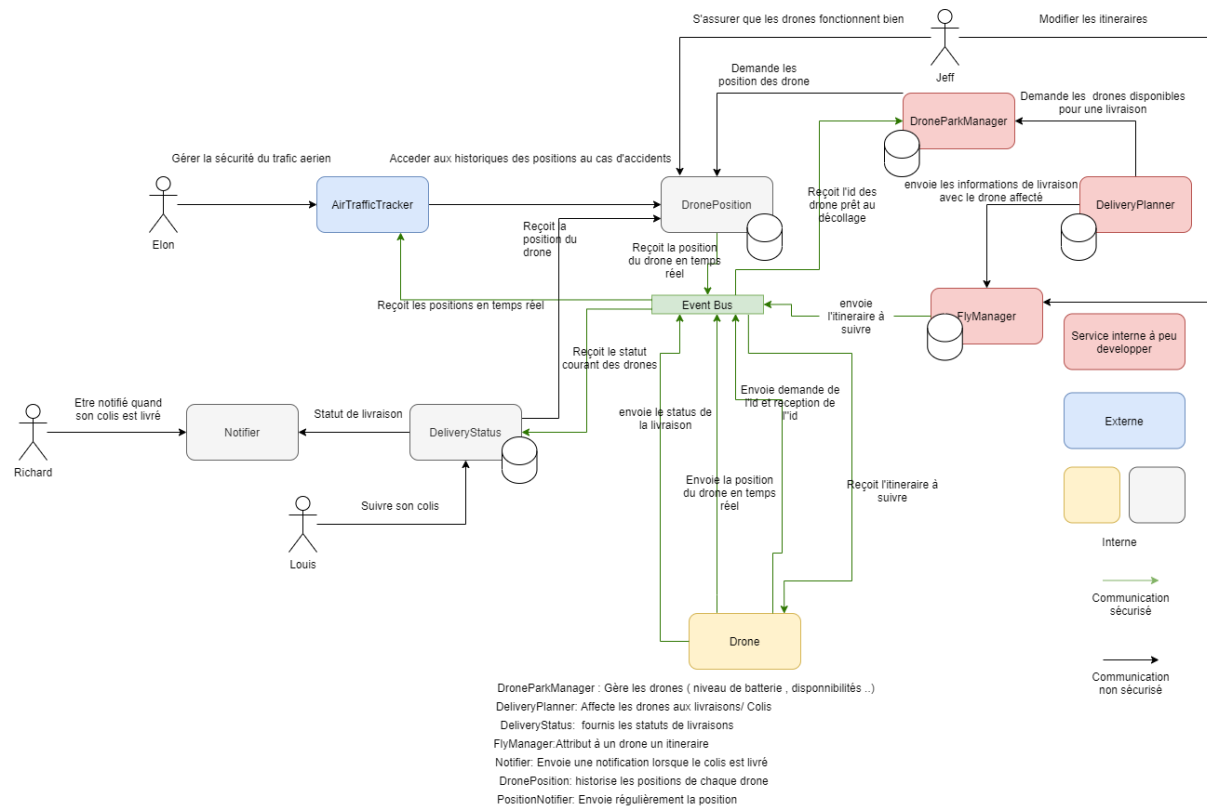 S'assurer que les drones fonctionnent bien
Modifier les itineraires
Jeff
Demande les
position des drone
DroneParkManager
Demande les drones disponibles
pour une livraison
Gérer la sécurité du trafic aerien
Acceder aux historiques des positions au cas d'accidents
Elon
AirTrafficTracker
DronePosition
Reçoit l'id des
drone prêt au
décollage
envoie les informations de livraison
avec le drone affecté
DeliveryPlanner
Reçoit la
position du
drone
Reçoit la position
du drone en temps
réel
Reçoit les positions en temps réel
Event Bus
envoie
l'itineraire à
suivre
FlyManager
Service interne à peu
developper
Reçoit le statut
courant des drones
Etre notifié quand
son colis est livré
Statut de livraison
Richard
Notifier
DeliveryStatus
envoie le status de
la livraison
Envoie demande de
l'id et reception de
l''id
Externe
Suivre son colis
Louis
Envoie la position
du drone en temps
réel
Reçoit l'itineraire à
suivre
Interne
Communication
sécurisé
Communication
non sécurisé
Drone
DroneParkManager : Gère les drones ( niveau de batterie , disponnibilités ..)
DeliveryPlanner: Affecte les drones aux livraisons/ Colis
DeliveryStatus: fournis les statuts de livraisons
FlyManager:Attribut à un drone un itineraire
Notifier: Envoie une notification lorsque le colis est livré
DronePosition: historise les positions de chaque drone
PositionNotifier: Envoie régulièrement la position